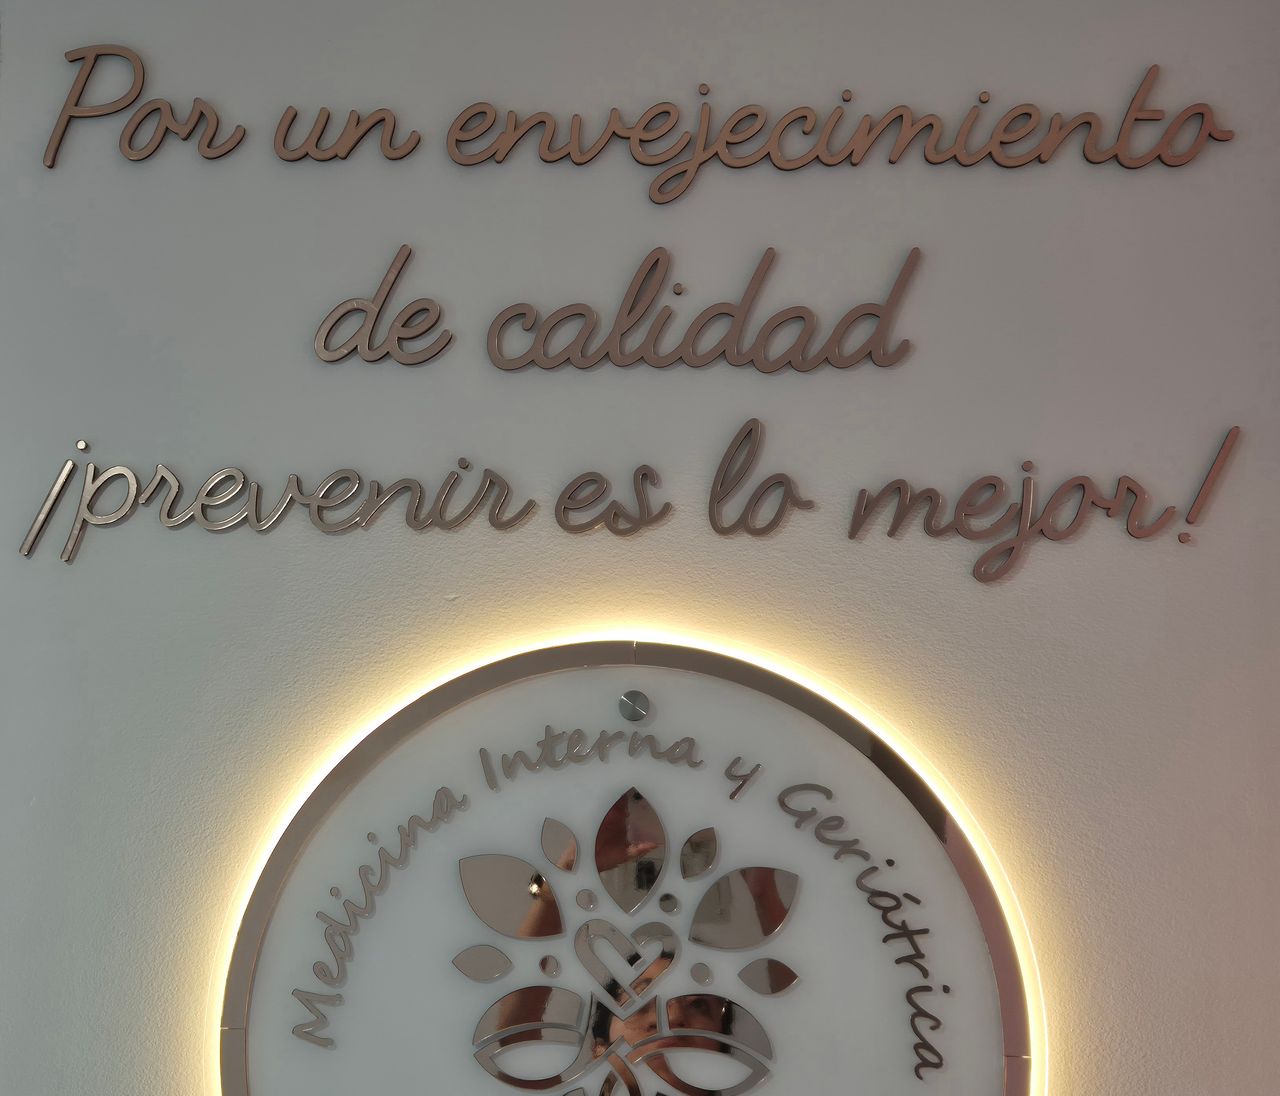 Por un envejecimiento
de calidad
¡prevenir es lo mejor!
Medicina Interna y Geriátrica